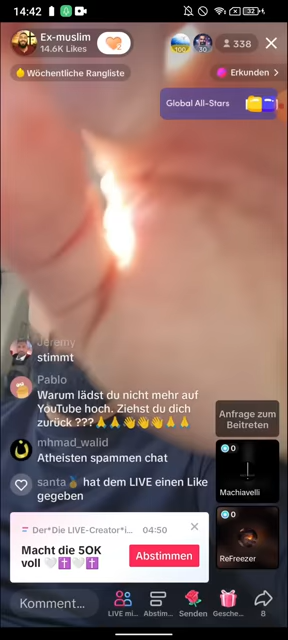 14:42
Ex-muslim
14.6K Likes
100
30
338
Wöchentliche Rangliste
Erkunden >
Global All-Stars
Jeremy
stimmt
Pablo
Warum lädst du nicht mehr auf
YouTube hoch. Ziehst du dich
zurück ???🙏🙏👏👏👏🙏🙏
mhmad_walid
Atheisten spammen chat
santa🏅 hat dem LIVE einen Like
gegeben
Anfrage zum
Beitreten
0
Machiavelli
0
ReFreezer
Der*Die LIVE-Creator*i... 04:50
Macht die 50K
voll 🤍✝️🤍✝️
Abstimmen
Komment...
LIVE mi...
Abstim...
Senden
Gesche...
8